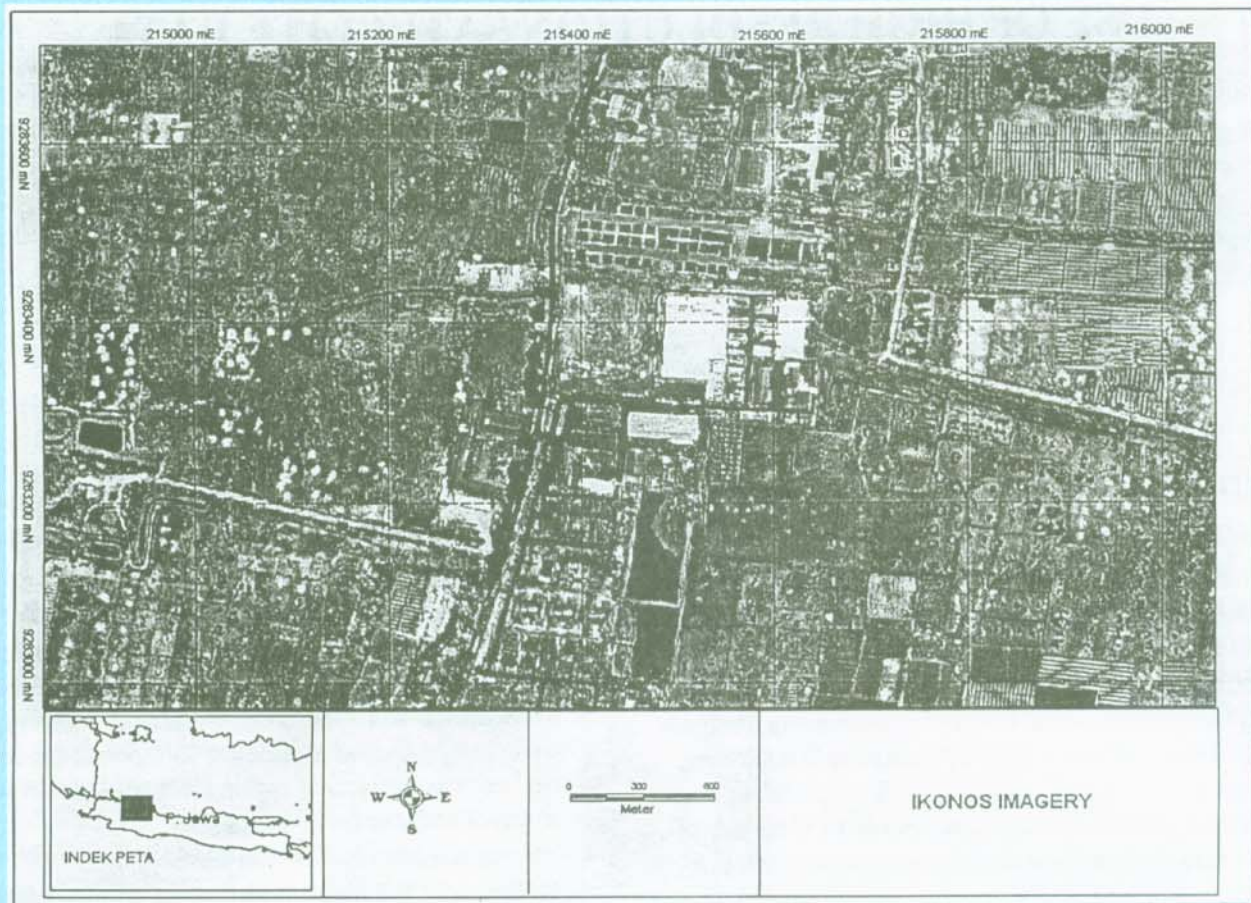 215000 mE 215200 mE 215400 mE 215600 mE 215800 mE 216000 mE
9283600 mN
9283400 mN
9283200 mN
9283000 mN
P. Jawa
INDEK PETA
N
W E
S
0 300 600
Meter
IKONOS IMAGERY